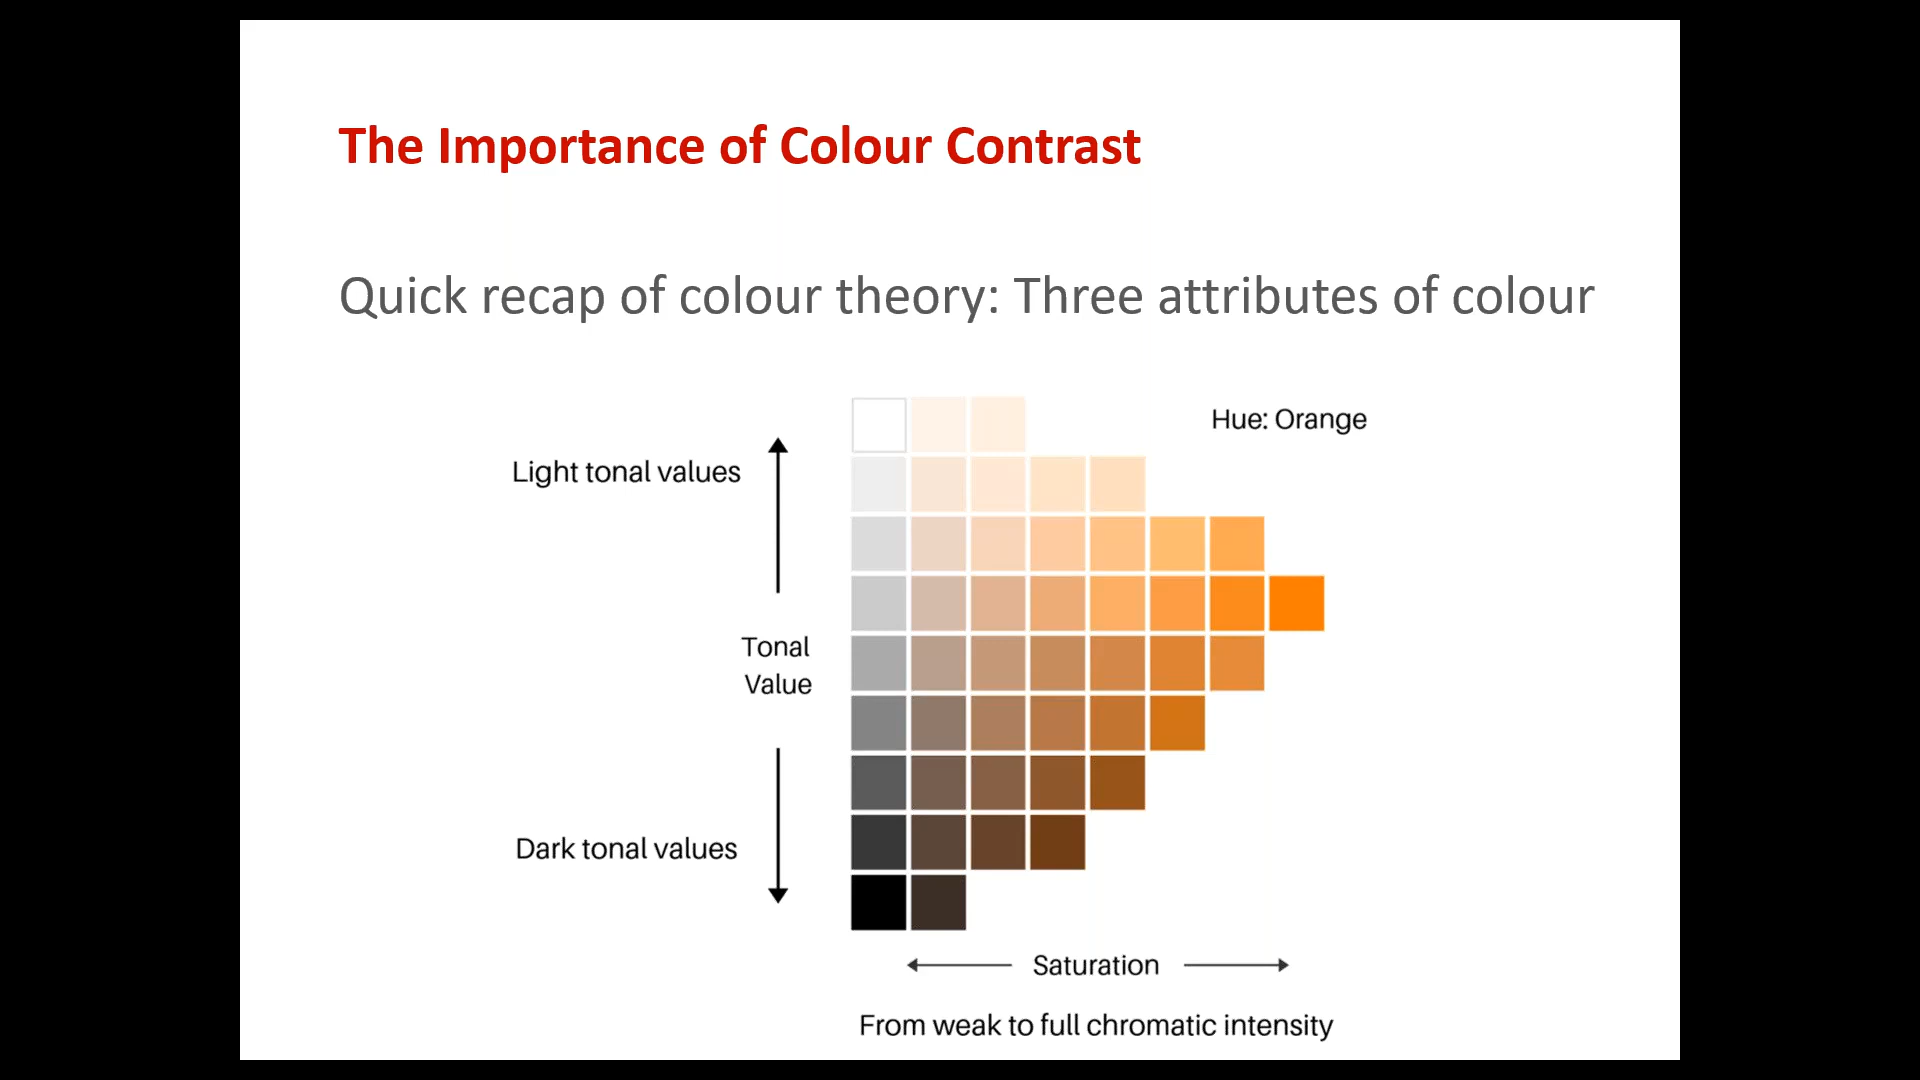 The Importance of Colour Contrast
Quick recap of colour theory: Three attributes of colour
Hue: Orange
Light tonal values
Tonal
Value
Dark tonal values
Saturation
From weak to full chromatic intensity